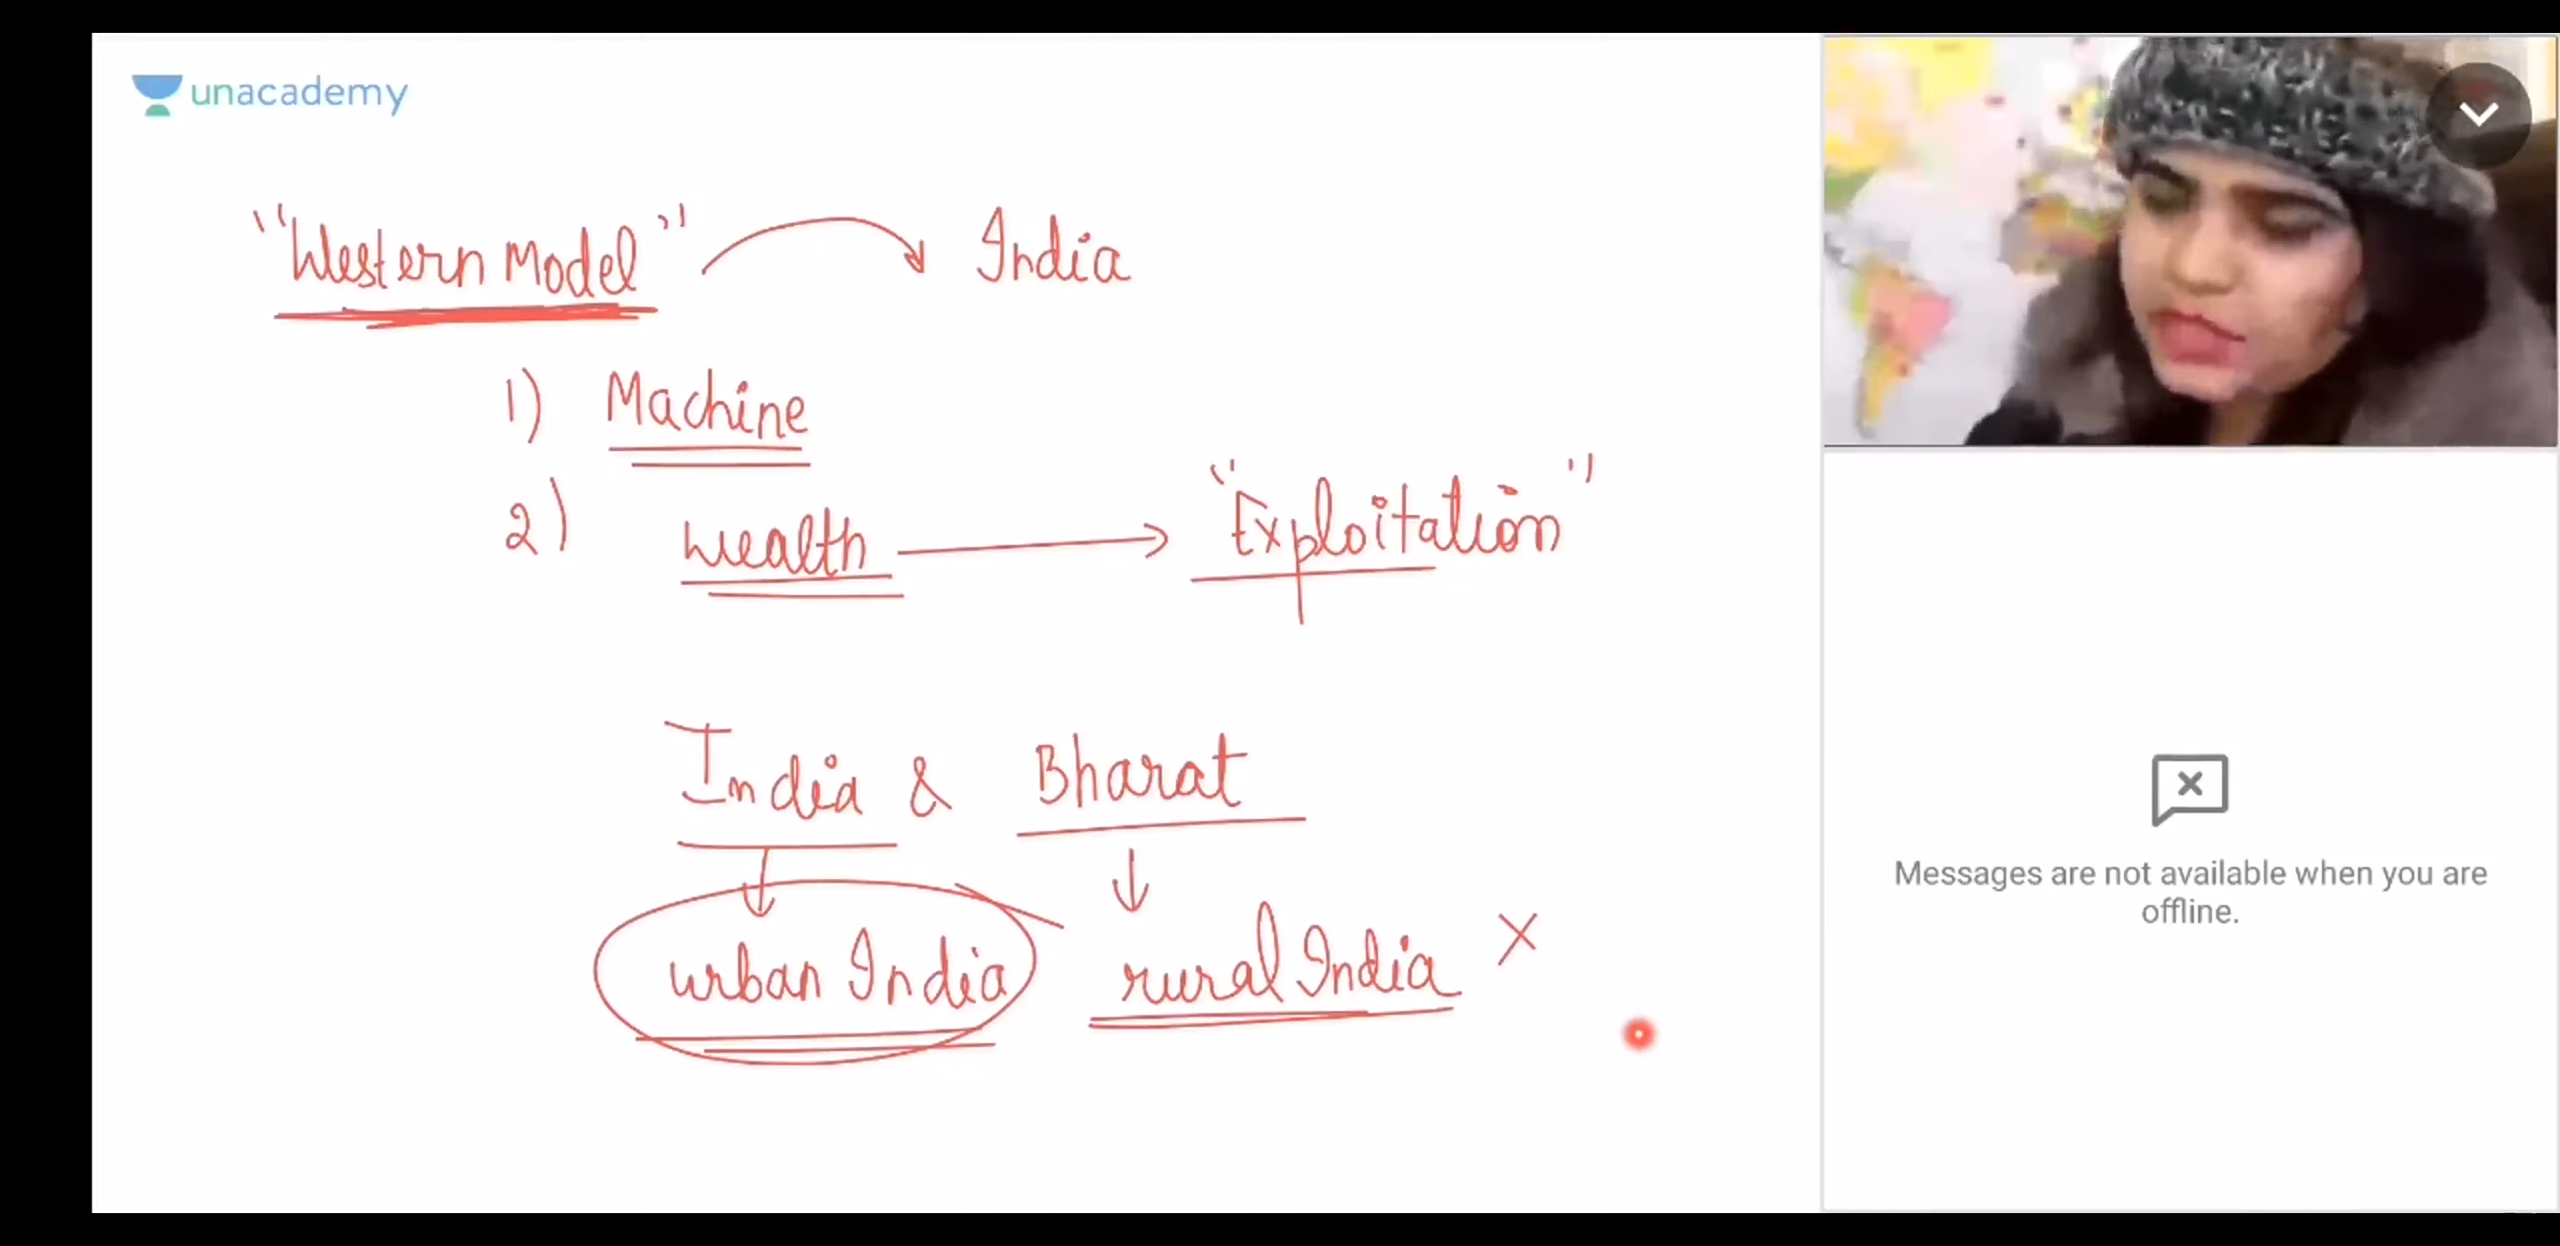 unacademy
"Western Model" India
1) Machine
2) wealth "Exploitation"
India & Bharat
urban India rural India X
Messages are not available when you are
offline.